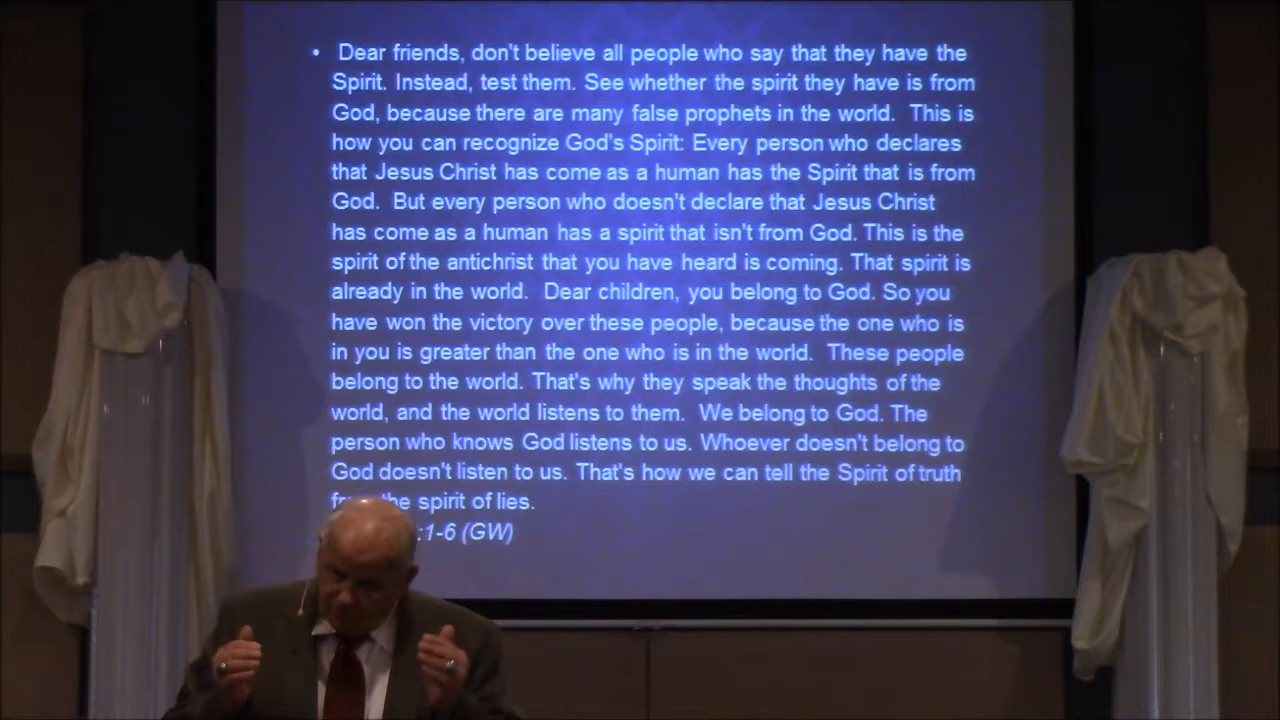 • Dear friends, don't believe all people who say that they have the
Spirit. Instead, test them. See whether the spirit they have is from
God, because there are many false prophets in the world. This is
how you can recognize God's Spirit: Every person who declares
that Jesus Christ has come as a human has the Spirit that is from
God. But every person who doesn't declare that Jesus Christ
has come as a human has a spirit that isn't from God. This is the
spirit of the antichrist that you have heard is coming. That spirit is
already in the world. Dear children, you belong to God. So you
have won the victory over these people, because the one who is
in you is greater than the one who is in the world. These people
belong to the world. That's why they speak the thoughts of the
world, and the world listens to them. We belong to God. The
person who knows God listens to us. Whoever doesn't belong to
God doesn't listen to us. That's how we can tell the Spirit of truth
the spirit of lies.
:1-6 (GW)